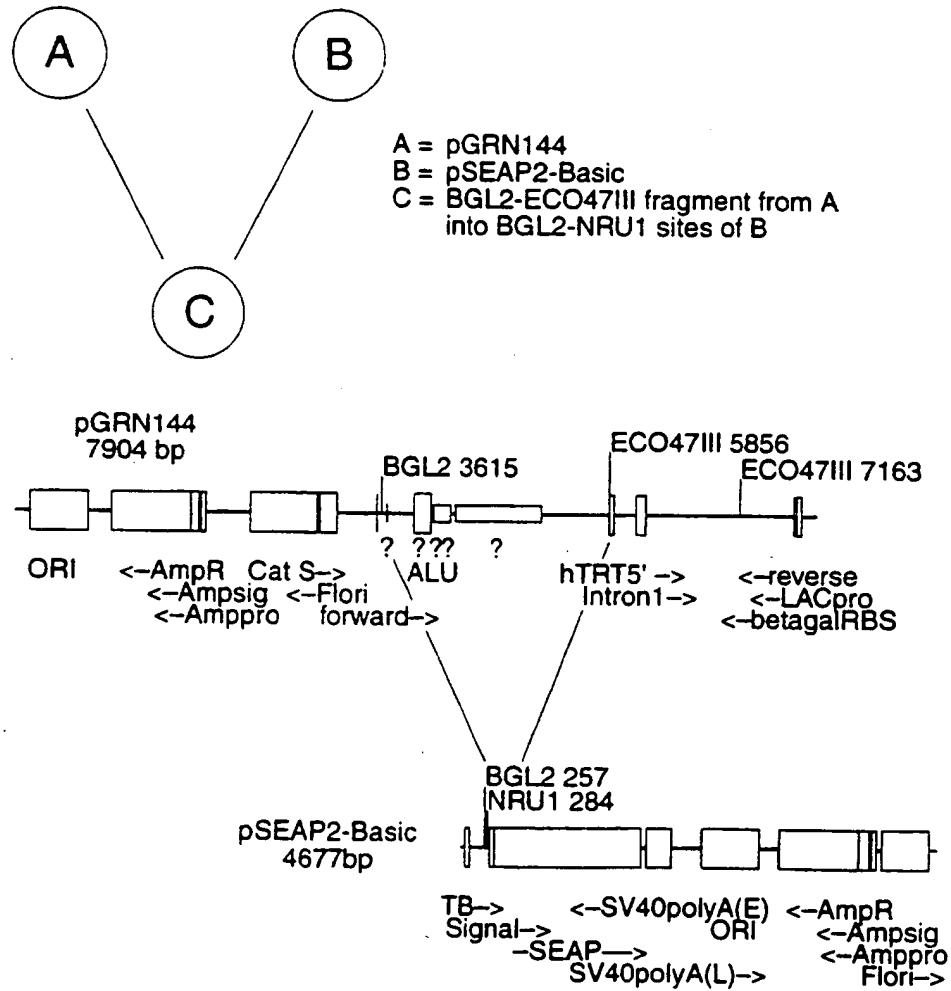 A
B
A = pGRN144
B = pSEAP2-Basic
C = BGL2-ECO47III fragment from A
into BGL2-NRU1 sites of B
C
pGRN144
7904 bp
BGL2 3615
ECO47III 5856
ECO47III 7163
? ? ?? ?
ORI <-AmpR Cat S-> ALU hTRT5' -> <-reverse
<-Ampsig <-Flori Intron1-> <-LACpro
<-Amppro forward-> <-betagalRBS
BGL2 257
NRU1 284
pSEAP2-Basic
4677bp
TB-> <-SV40polyA(E) <-AmpR
Signal-> ORI <-Ampsig
-SEAP-> <-Amppro
SV40polyA(L)-> Flori->